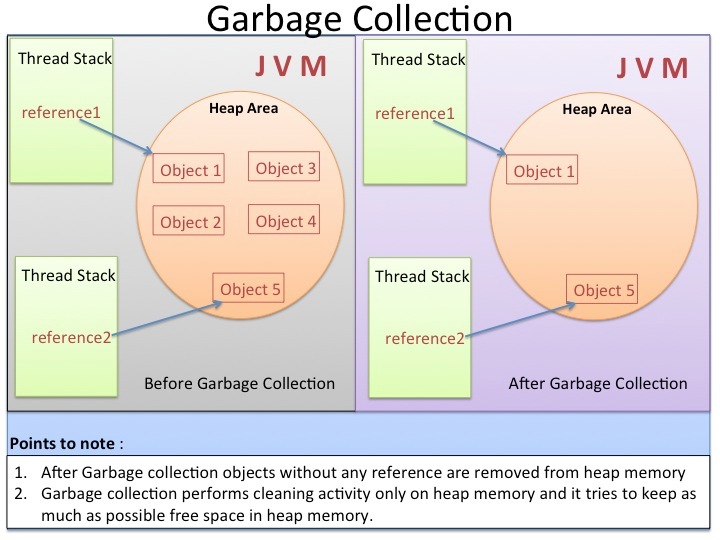 Garbage Collection
Thread Stack
J V M
reference1
Heap Area
Object 1
Object 3
Object 2
Object 4
Thread Stack
Object 5
reference2
Before Garbage Collection
Thread Stack
J V M
reference1
Heap Area
Object 1
Thread Stack
Object 5
reference2
After Garbage Collection
Points to note :
1. After Garbage collection objects without any reference are removed from heap memory
2. Garbage collection performs cleaning activity only on heap memory and it tries to keep as
much as possible free space in heap memory.